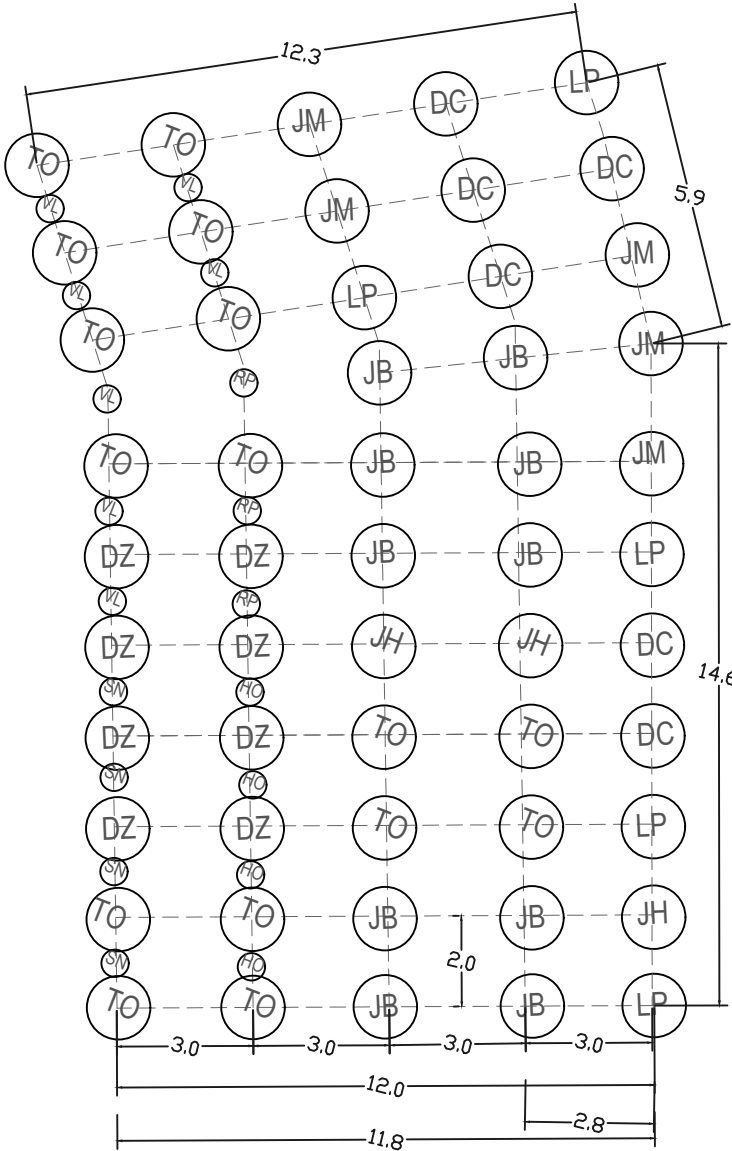 12.3
LP
DC
JM
TO
TO
VL
VL
DC
DC
JM
TO
TO
5.9
VL
VL
JM
DC
LP
TO
TO
JM
JB
JB
RP
VL
TO TO JB JB JM
VL RP
DZ DZ JB JB LP
VL RP
DZ DZ JH JH DC
SN HO
14.6
DZ DZ TO TO DC
SN HO
DZ DZ TO TO LP
SN HO
TO TO JB JB JH
2.0
SN HO
TO TO JB JB LP
3.0 3.0 3.0 3.0
12.0
2.8
11.8